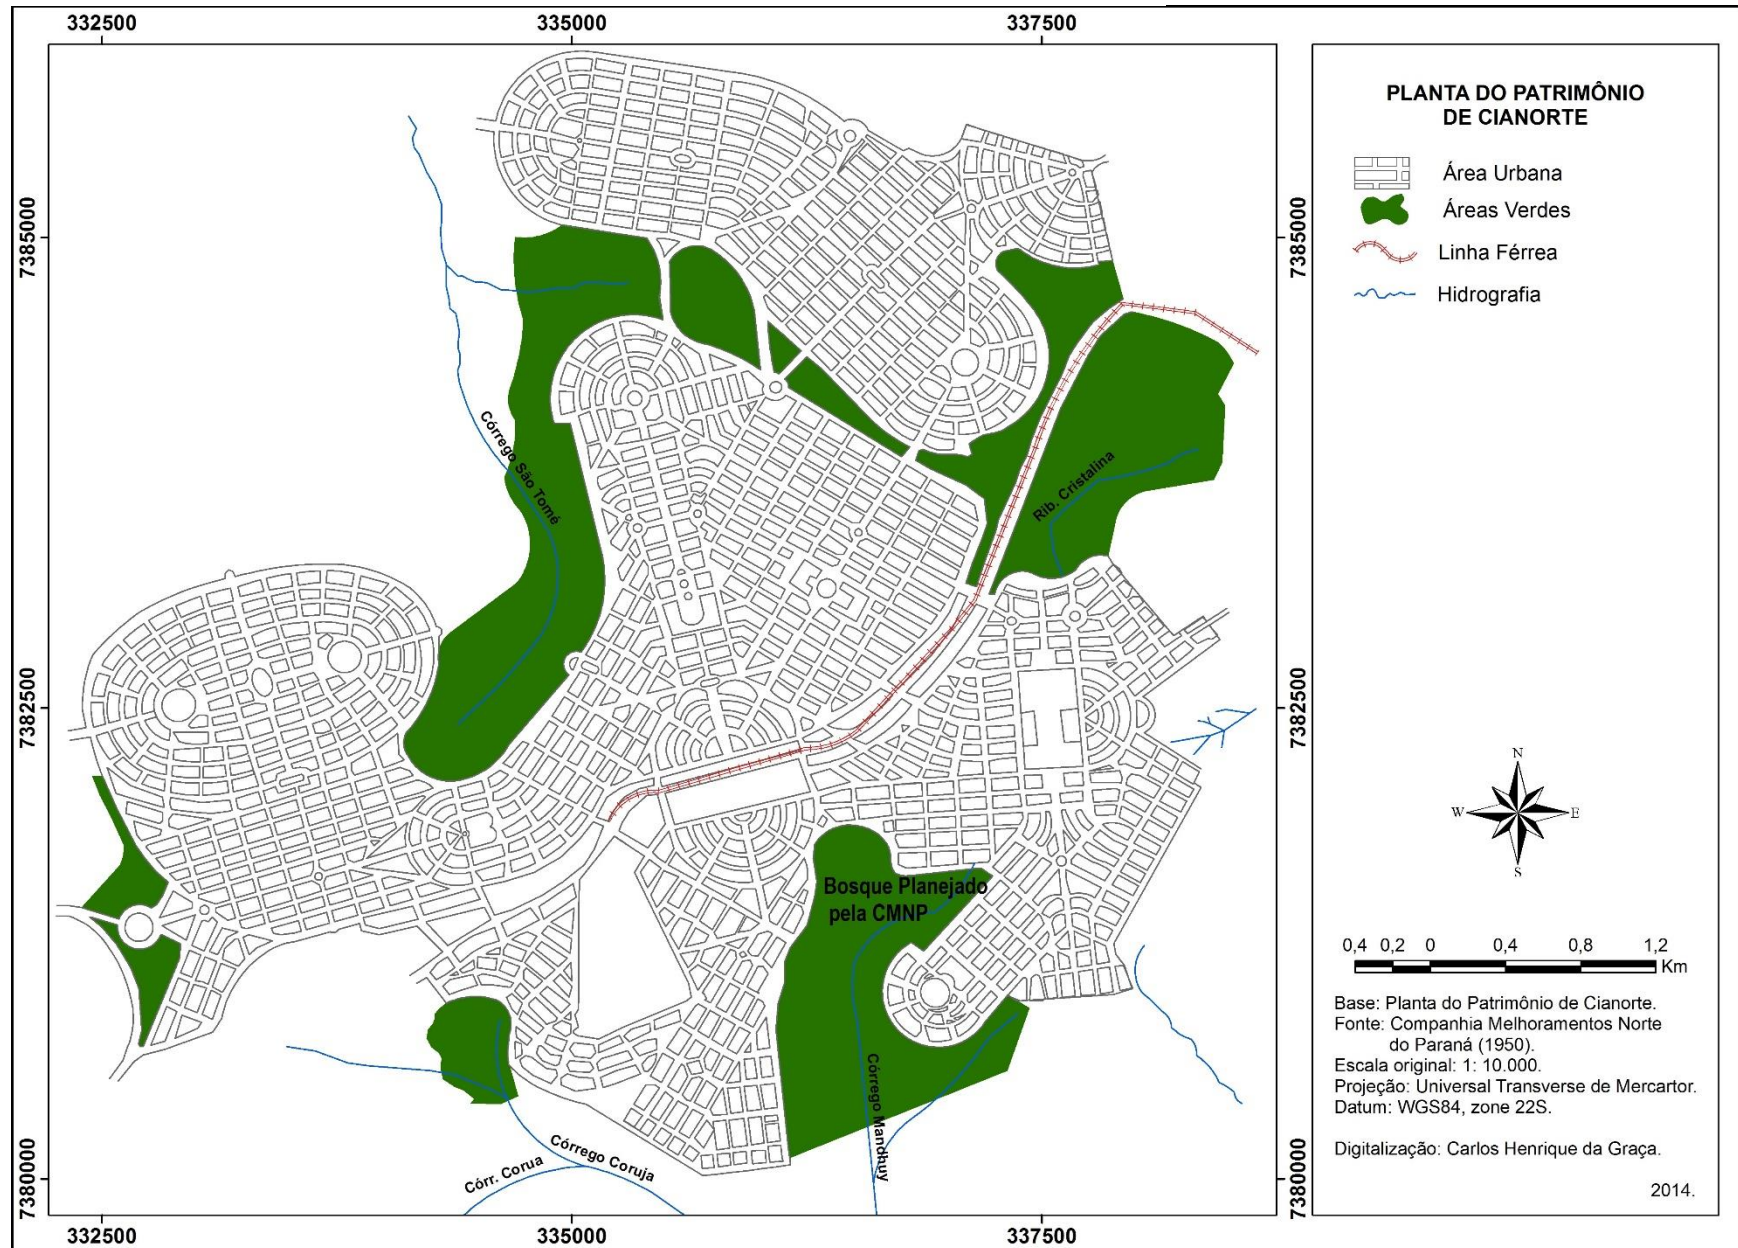 332500
335000
337500
7385000
7385000
7382500
7382500
7380000
7380000
332500
335000
337500
Córrego São Tomé
Rib. Cristalina
Bosque Planejado
pela CMNP
Córrego Mandhuy
Córrego Coruja
Córr. Corua
PLANTA DO PATRIMÔNIO
DE CIANORTE
Área Urbana
Áreas Verdes
Linha Férrea
Hidrografia
N
W
E
S
0,4 0,2 0 0,4 0,8 1,2
Km
Base: Planta do Patrimônio de Cianorte.
Fonte: Companhia Melhoramentos Norte
do Paraná (1950).
Escala original: 1: 10.000.
Projeção: Universal Transverse de Mercartor.
Datum: WGS84, zone 22S.
Digitalização: Carlos Henrique da Graça.
2014.